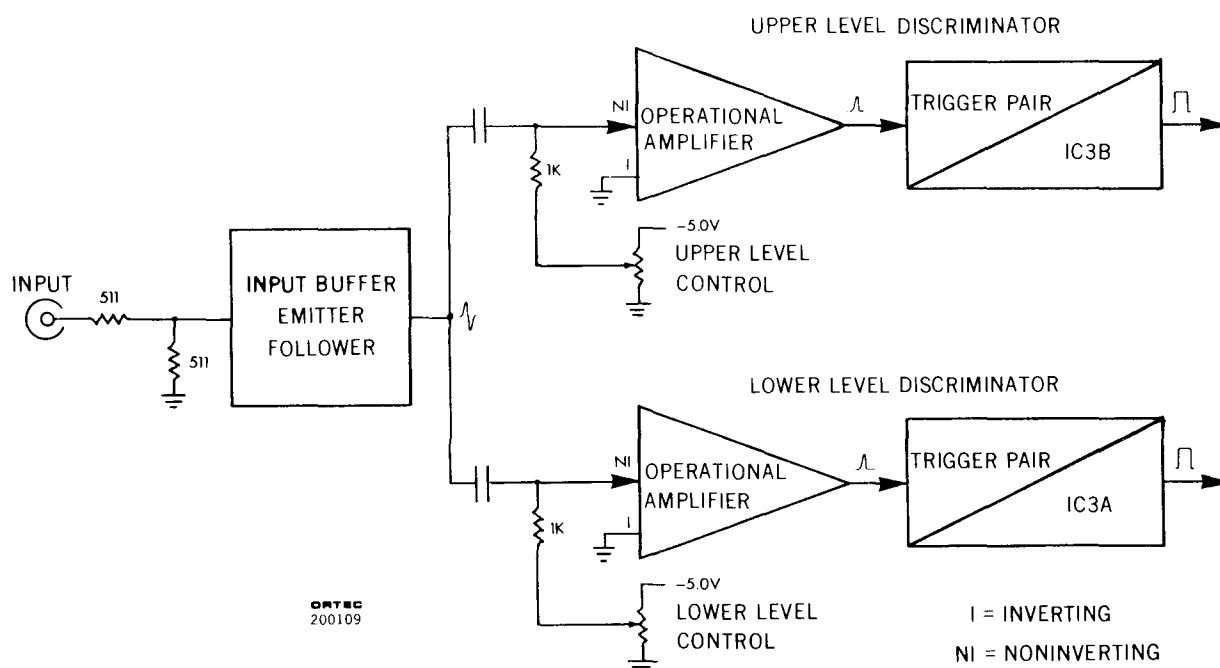 UPPER LEVEL DISCRIMINATOR
NI
OPERATIONAL
AMPLIFIER
I
TRIGGER PAIR
IC3B
1K
-5.0V
UPPER LEVEL
CONTROL
INPUT
511
511
INPUT BUFFER
EMITTER
FOLLOWER
LOWER LEVEL DISCRIMINATOR
NI
OPERATIONAL
AMPLIFIER
I
TRIGGER PAIR
IC3A
1K
-5.0V
LOWER LEVEL
CONTROL
ORTEC
200109
I = INVERTING
NI = NONINVERTING